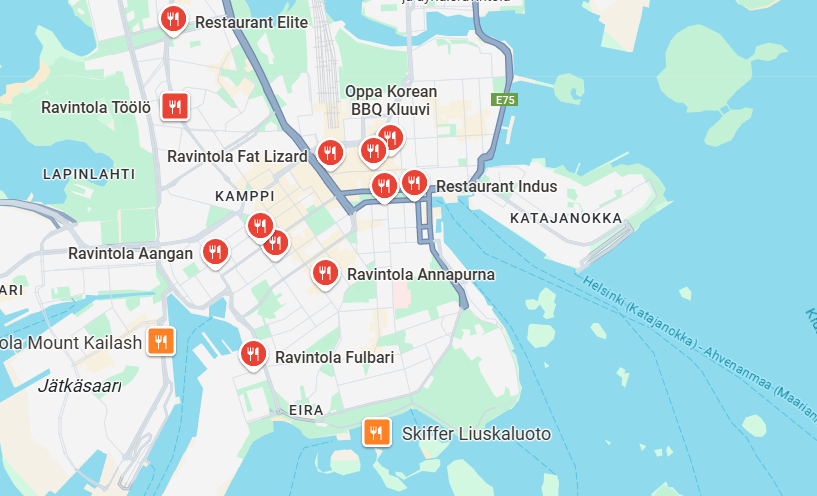 Restaurant Elite
Oppa Korean
BBQ Kluuvi
E75
Ravintola Töölö
Ravintola Fat Lizard
LAPINLAHTI
KAMPPI
Restaurant Indus
KATAJANOKKA
Ravintola Aangan
Ravintola Annapurna
Helsinki (Katajanokka) - Ahvenanmaa (Maarian
ARI
ola Mount Kailash
Ravintola Fulbari
Jätkäsaari
EIRA
Skiffer Liuskaluoto